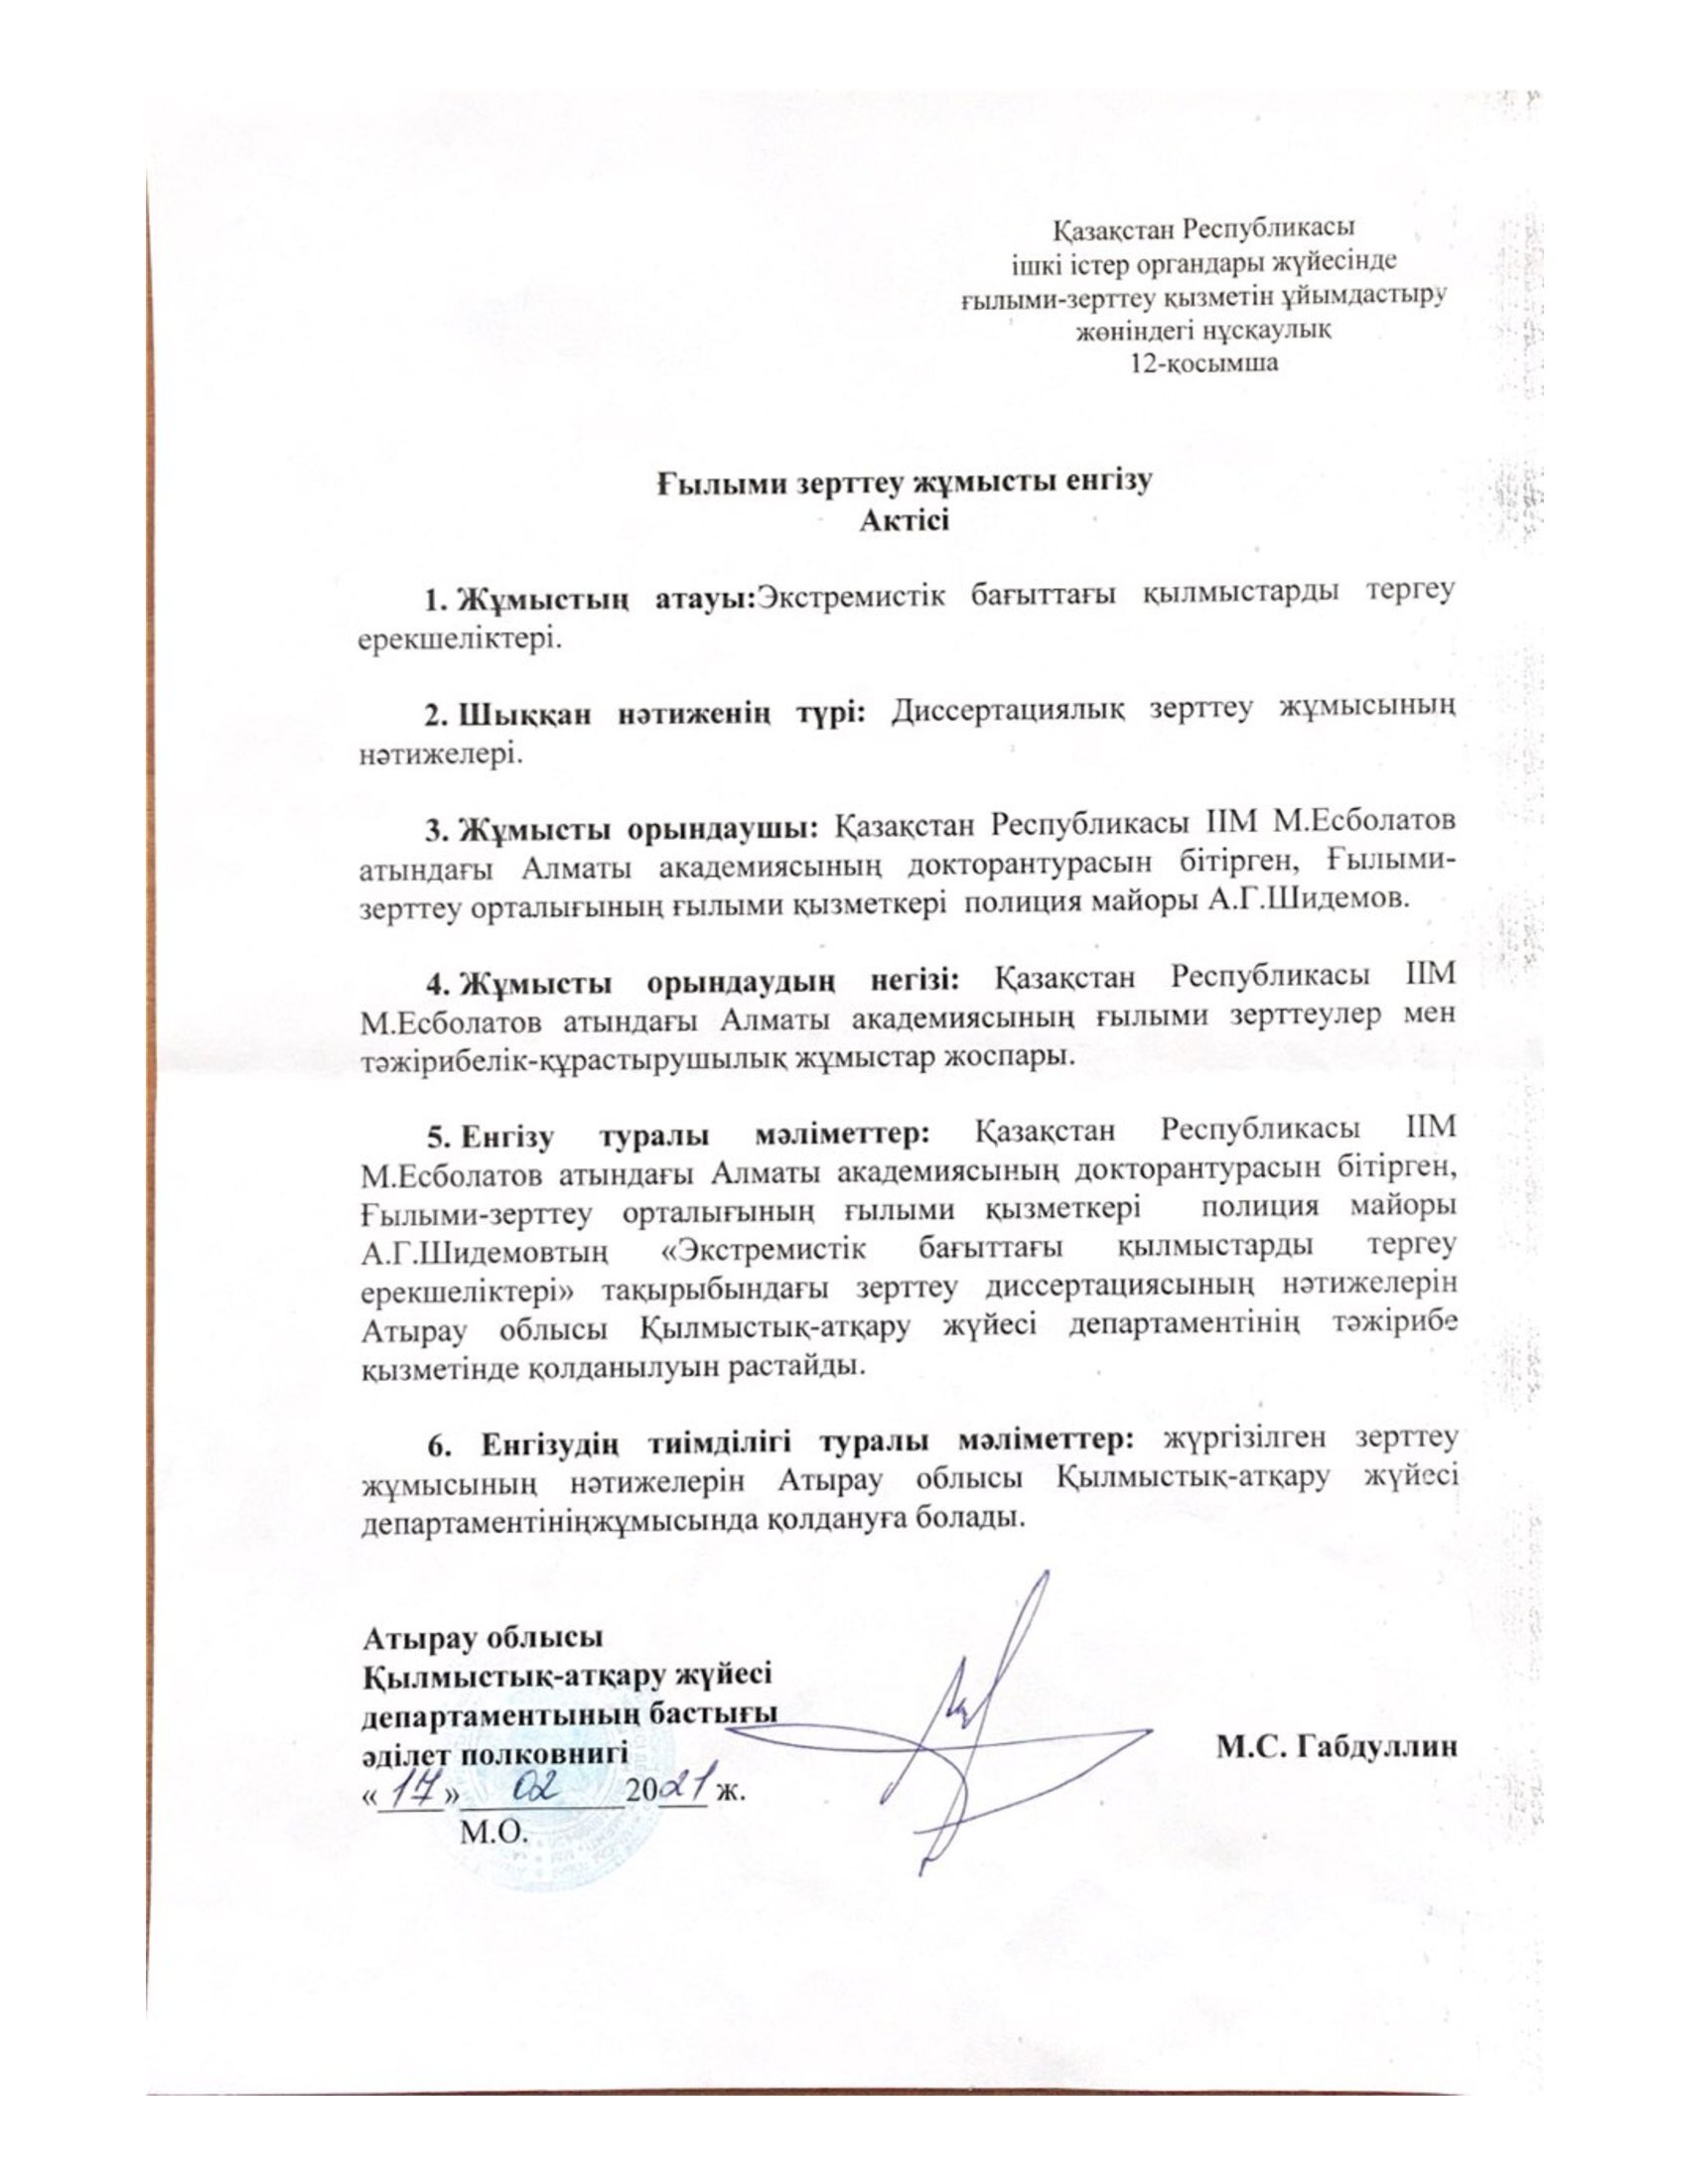 Қазақстан Республикасы
ішкі істер органдары жүйесінде
ғылыми-зерттеу қызметін ұйымдастыру
жөніндегі нұсқаулық
12-қосымша
Ғылыми зерттеу жұмысты енгізу
Актісі
1. Жұмыстың атауы:Экстремистік бағыттағы қылмыстарды тергеу
ерекшеліктері.
2. Шыққан нәтиженің түрі: Диссертациялық зерттеу жұмысының
нәтижелері.
3. Жұмысты орындаушы: Қазақстан Республикасы ІІМ М.Есболатов
атындағы Алматы академиясының докторантурасын бітірген, Ғылыми-
зерттеу орталығының ғылыми қызметкері полиция майоры А.Г.Шидемов.
4. Жұмысты орындаудың негізі: Қазақстан Республикасы ІІМ
М.Есболатов атындағы Алматы академиясының ғылыми зерттеулер мен
тәжірибелік-құрастырушылық жұмыстар жоспары.
5. Енгізу туралы мәліметтер: Қазақстан Республикасы ІІМ
М.Есболатов атындағы Алматы академиясының докторантурасын бітірген,
Ғылыми-зерттеу орталығының ғылыми қызметкері полиция майоры
А.Г.Шидемовтың «Экстремистік бағыттағы қылмыстарды тергеу
ерекшеліктері» тақырыбындағы зерттеу диссертациясының нәтижелерін
Атырау облысы Қылмыстық-атқару жүйесі департаментінің тәжірибе
қызметінде қолданылуын растайды.
6. Енгізудің тиімділігі туралы мәліметтер: жүргізілген зерттеу
жұмысының нәтижелерін Атырау облысы Қылмыстық-атқару жүйесі
департаментініңжұмысында қолдануға болады.
Атырау облысы
Қылмыстық-атқару жүйесі
департаментының бастығы
әділет полковнигі
М.С. Габдуллин
«17» 02 2021 ж.
М.О.